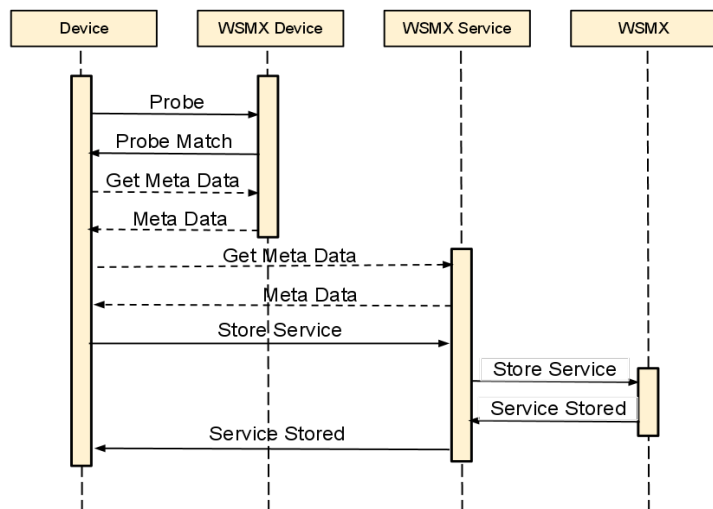 Device
WSMX Device
WSMX Service
WSMX
Probe
Probe Match
Get Meta Data
Meta Data
Get Meta Data
Meta Data
Store Service
Store Service
Service Stored
Service Stored